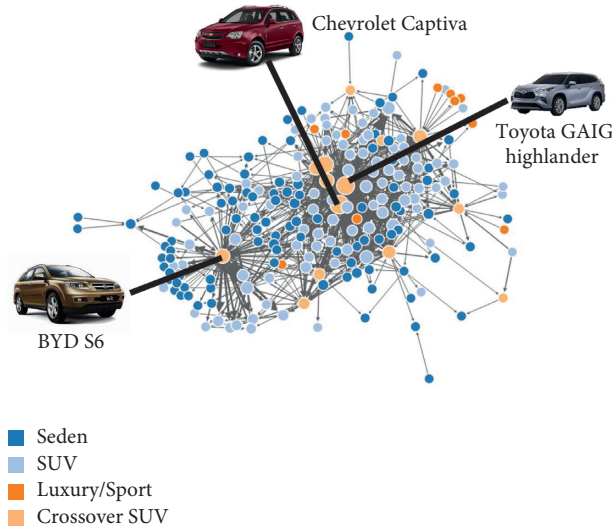 Chevrolet Captiva
Toyota GAIG
highlander
BYD S6
Seden
SUV
Luxury/Sport
Crossover SUV